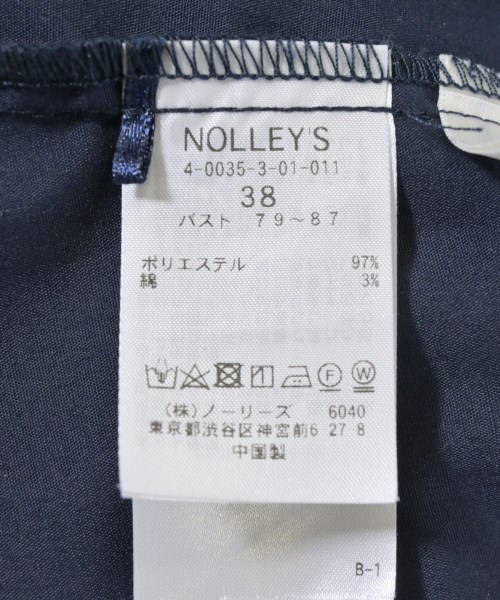 NOLLEY'S
4-0035-3-01-011
38
バスト 79〜87
ポリエステル 97%
綿 3%
(株)ノーリーズ 6040
東京都渋谷区神宮前6 27 8
中国製
B-1